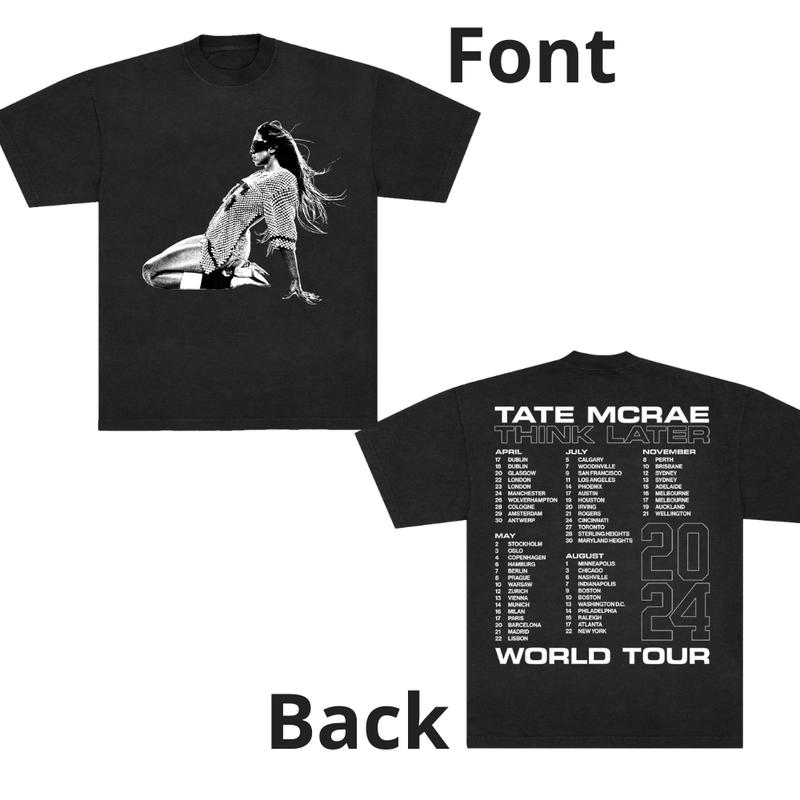 Font
TATE MCRAE
THINK LATER
APRIL
17 DUBLIN
18 DUBLIN
20 GLASGOW
22 LONDON
23 LONDON
24 MANCHESTER
26 WOLVERHAMPTON
28 COLOGNE
29 AMSTERDAM
30 ANTWERP
MAY
2 STOCKHOLM
3 OSLO
4 COPENHAGEN
6 HAMBURG
7 BERLIN
8 PRAGUE
10 WARSAW
12 ZURICH
13 VIENNA
14 MUNICH
16 MILAN
17 PARIS
20 BARCELONA
21 MADRID
22 LISBON
JULY
5 CALGARY
7 WOODINVILLE
9 SAN FRANCISCO
11 LOS ANGELES
14 PHOENIX
17 AUSTIN
19 HOUSTON
20 IRVING
21 ROGERS
24 CINCINNATI
27 TORONTO
28 STERLING HEIGHTS
30 MARYLAND HEIGHTS
AUGUST
1 MINNEAPOLIS
3 CHICAGO
6 NASHVILLE
7 INDIANAPOLIS
9 BOSTON
10 BOSTON
13 WASHINGTON D.C.
14 PHILADELPHIA
16 RALEIGH
17 ATLANTA
22 NEW YORK
NOVEMBER
8 PERTH
10 BRISBANE
12 SYDNEY
13 SYDNEY
15 ADELAIDE
16 MELBOURNE
17 MELBOURNE
19 AUCKLAND
21 WELLINGTON
20
24
WORLD TOUR
Back